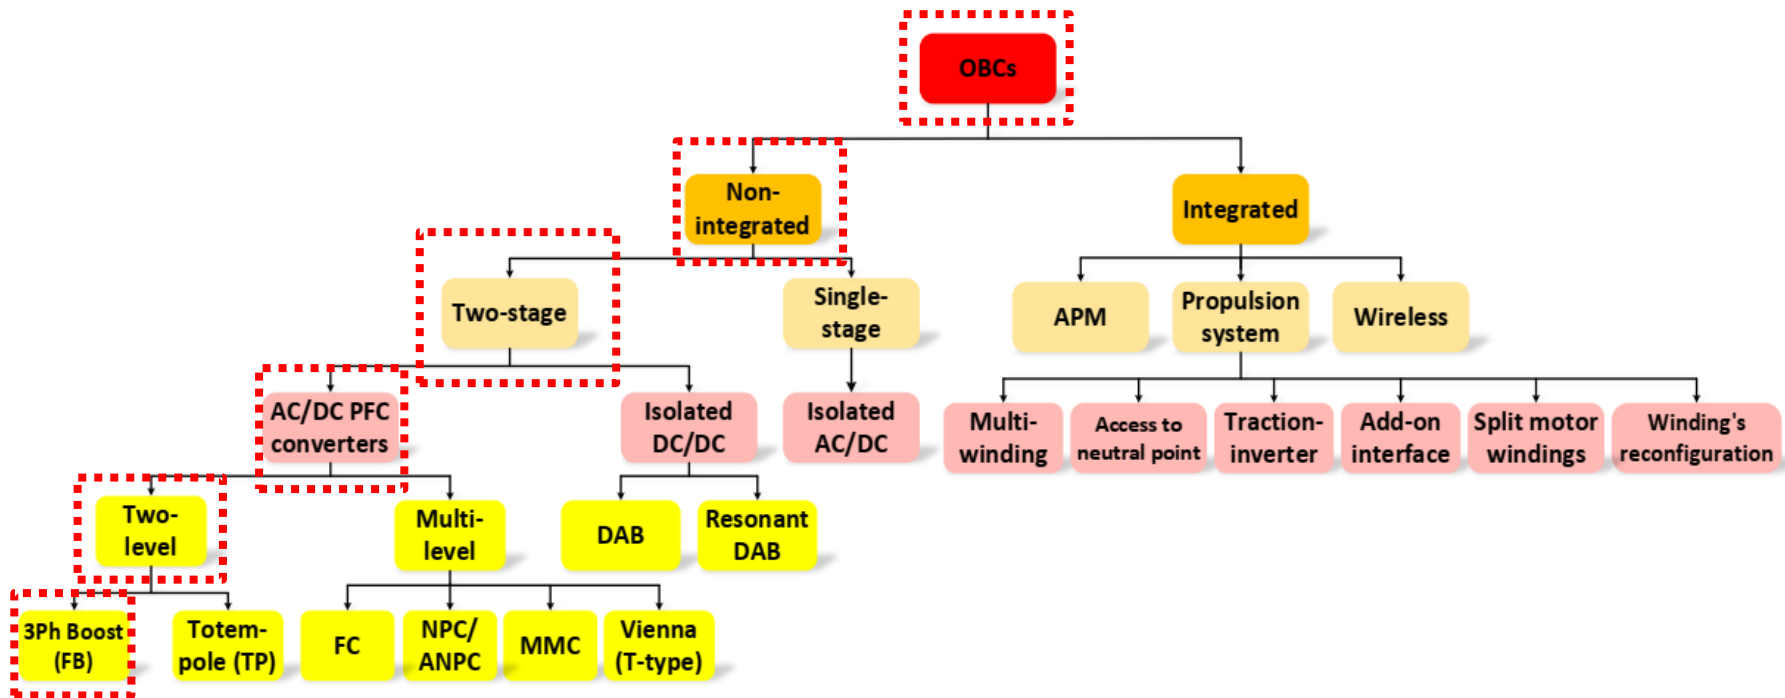 OBCs
Non-
integrated
Integrated
Two-stage
Single-
stage
APM
Propulsion
system
Wireless
AC/DC PFC
converters
Isolated
DC/DC
Isolated
AC/DC
Multi-
winding
Access to
neutral point
Traction-
inverter
Add-on
interface
Split motor
windings
Winding's
reconfiguration
Two-
level
Multi-
level
DAB
Resonant
DAB
3Ph Boost
(FB)
Totem-
pole (TP)
FC
NPC/
ANPC
MMC
Vienna
(T-type)